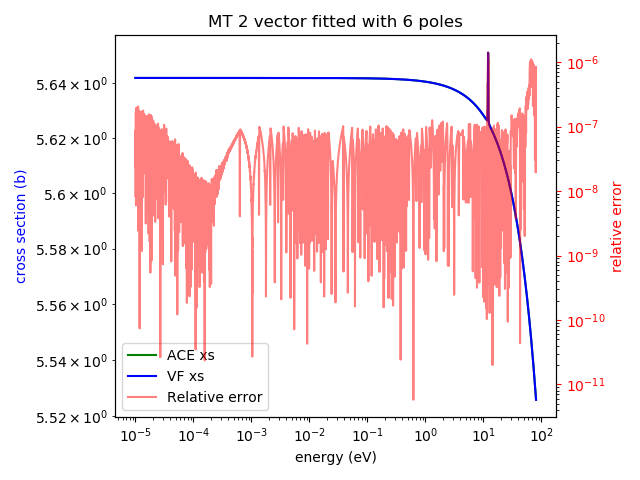 MT 2 vector fitted with 6 poles
cross section (b)
5.64 × 10⁰
5.62 × 10⁰
5.6 × 10⁰
5.58 × 10⁰
5.56 × 10⁰
5.54 × 10⁰
5.52 × 10⁰
10⁻⁶
10⁻⁷
10⁻⁸
10⁻⁹
10⁻¹⁰
10⁻¹¹
relative error
ACE xs
VF xs
Relative error
10⁻⁵ 10⁻⁴ 10⁻³ 10⁻² 10⁻¹ 10⁰ 10¹ 10²
energy (eV)